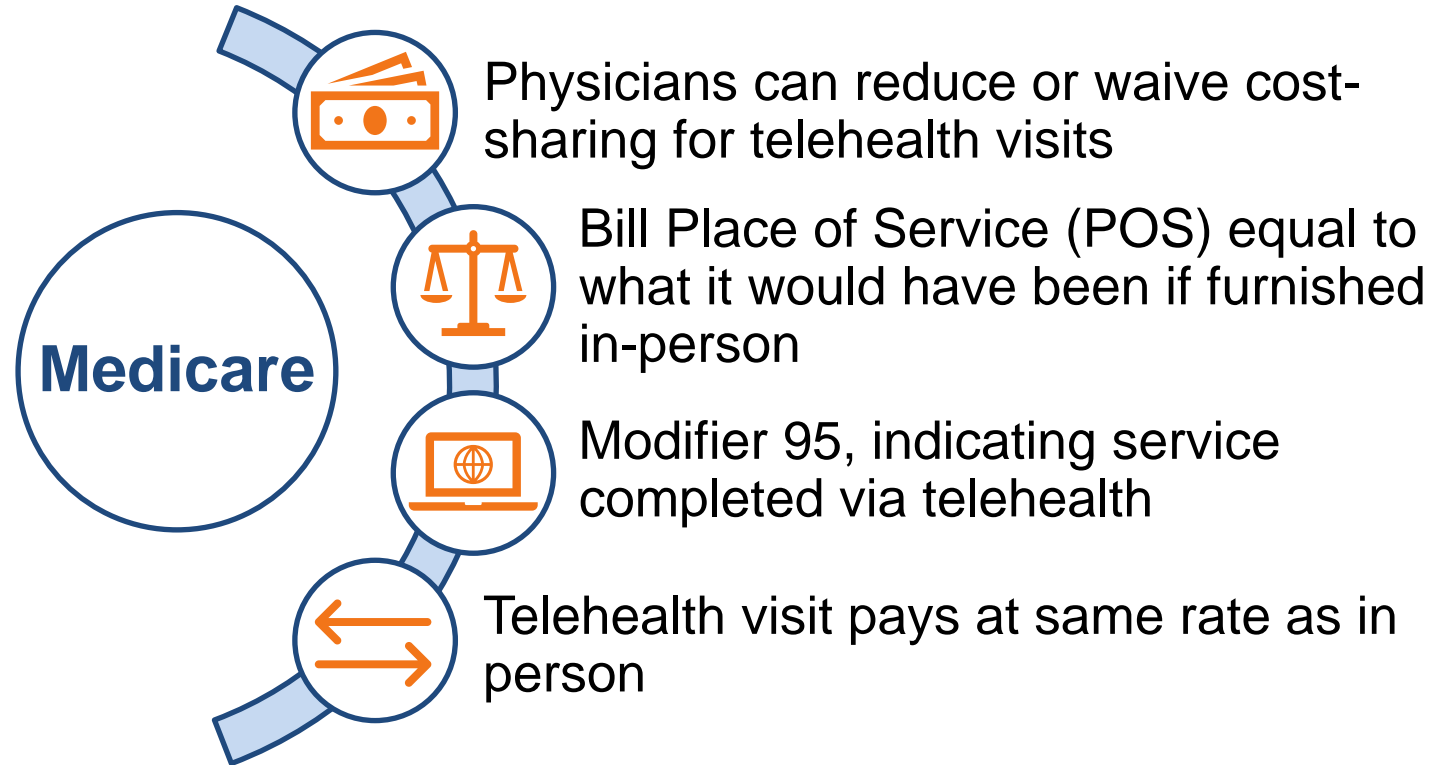 Physicians can reduce or waive cost-
sharing for telehealth visits
Bill Place of Service (POS) equal to
what it would have been if furnished
in-person
Medicare
Modifier 95, indicating service
completed via telehealth
Telehealth visit pays at same rate as in
person